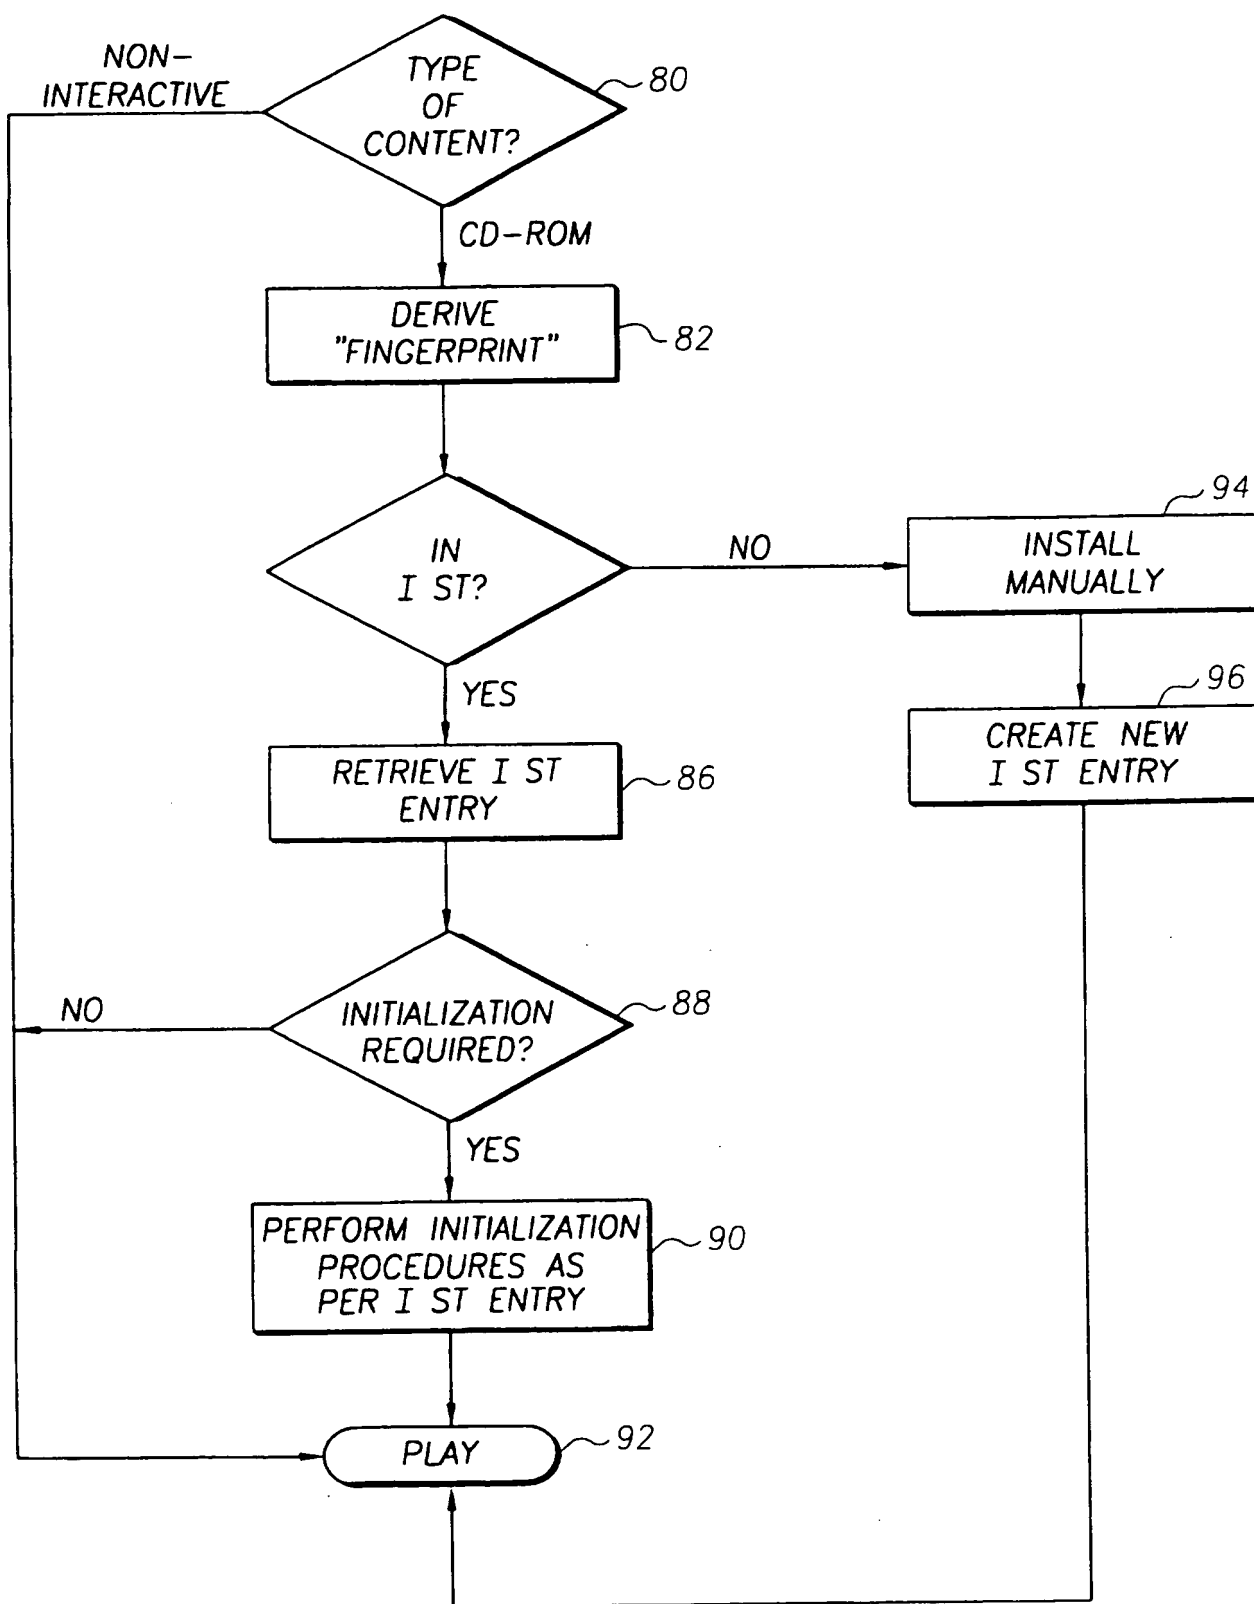 NON-
INTERACTIVE
TYPE
OF
CONTENT?
80
CD-ROM
DERIVE
"FINGERPRINT"
82
IN
I ST?
NO
94
INSTALL
MANUALLY
YES
96
CREATE NEW
I ST ENTRY
RETRIEVE I ST
ENTRY
86
NO
INITIALIZATION
REQUIRED?
88
YES
PERFORM INITIALIZATION
PROCEDURES AS
PER I ST ENTRY
90
PLAY
92